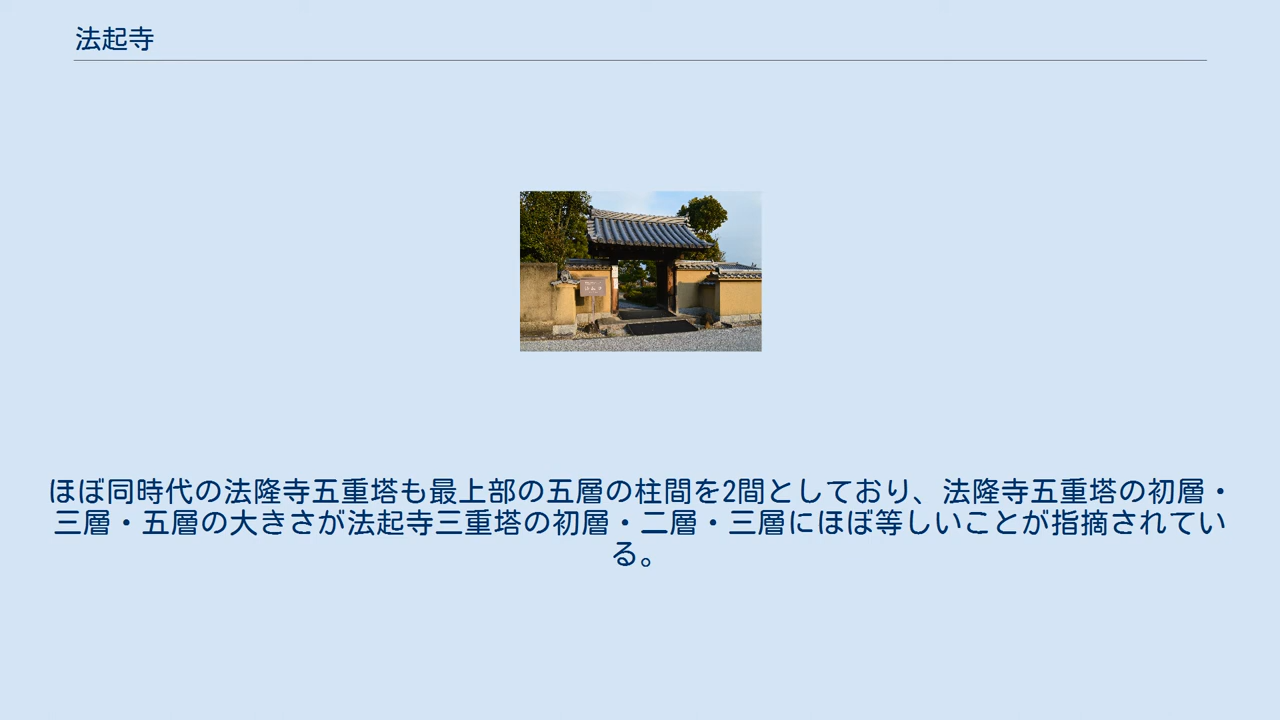 法起寺
ほぼ同時代の法隆寺五重塔も最上部の五層の柱間を2間としており、法隆寺五重塔の初層・
三層・五層の大きさが法起寺三重塔の初層・二層・三層にほぼ等しいことが指摘されてい
る。